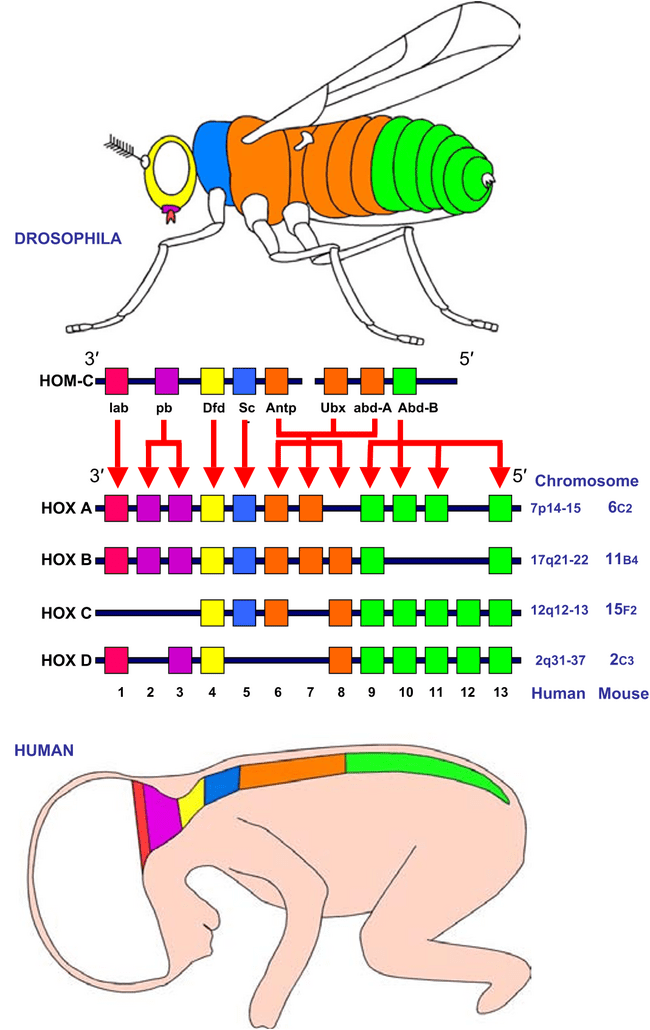 DROSOPHILA
3′ 5′
HOM-C
lab pb Dfd Sc Antp Ubx abd-A Abd-B
3′ 5′ Chromosome
HOX A 7p14-15 6C2
HOX B 17q21-22 11B4
HOX C 12q12-13 15F2
HOX D 2q31-37 2C3
1 2 3 4 5 6 7 8 9 10 11 12 13 Human Mouse
HUMAN